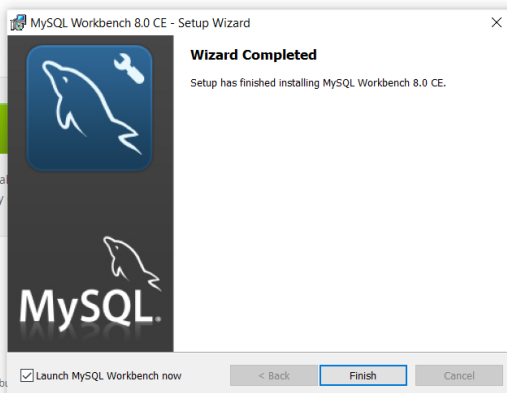 MySQL Workbench 8.0 CE - Setup Wizard
Wizard Completed
Setup has finished installing MySQL Workbench 8.0 CE.
MySQL.
Launch MySQL Workbench now
< Back
Finish
Cancel